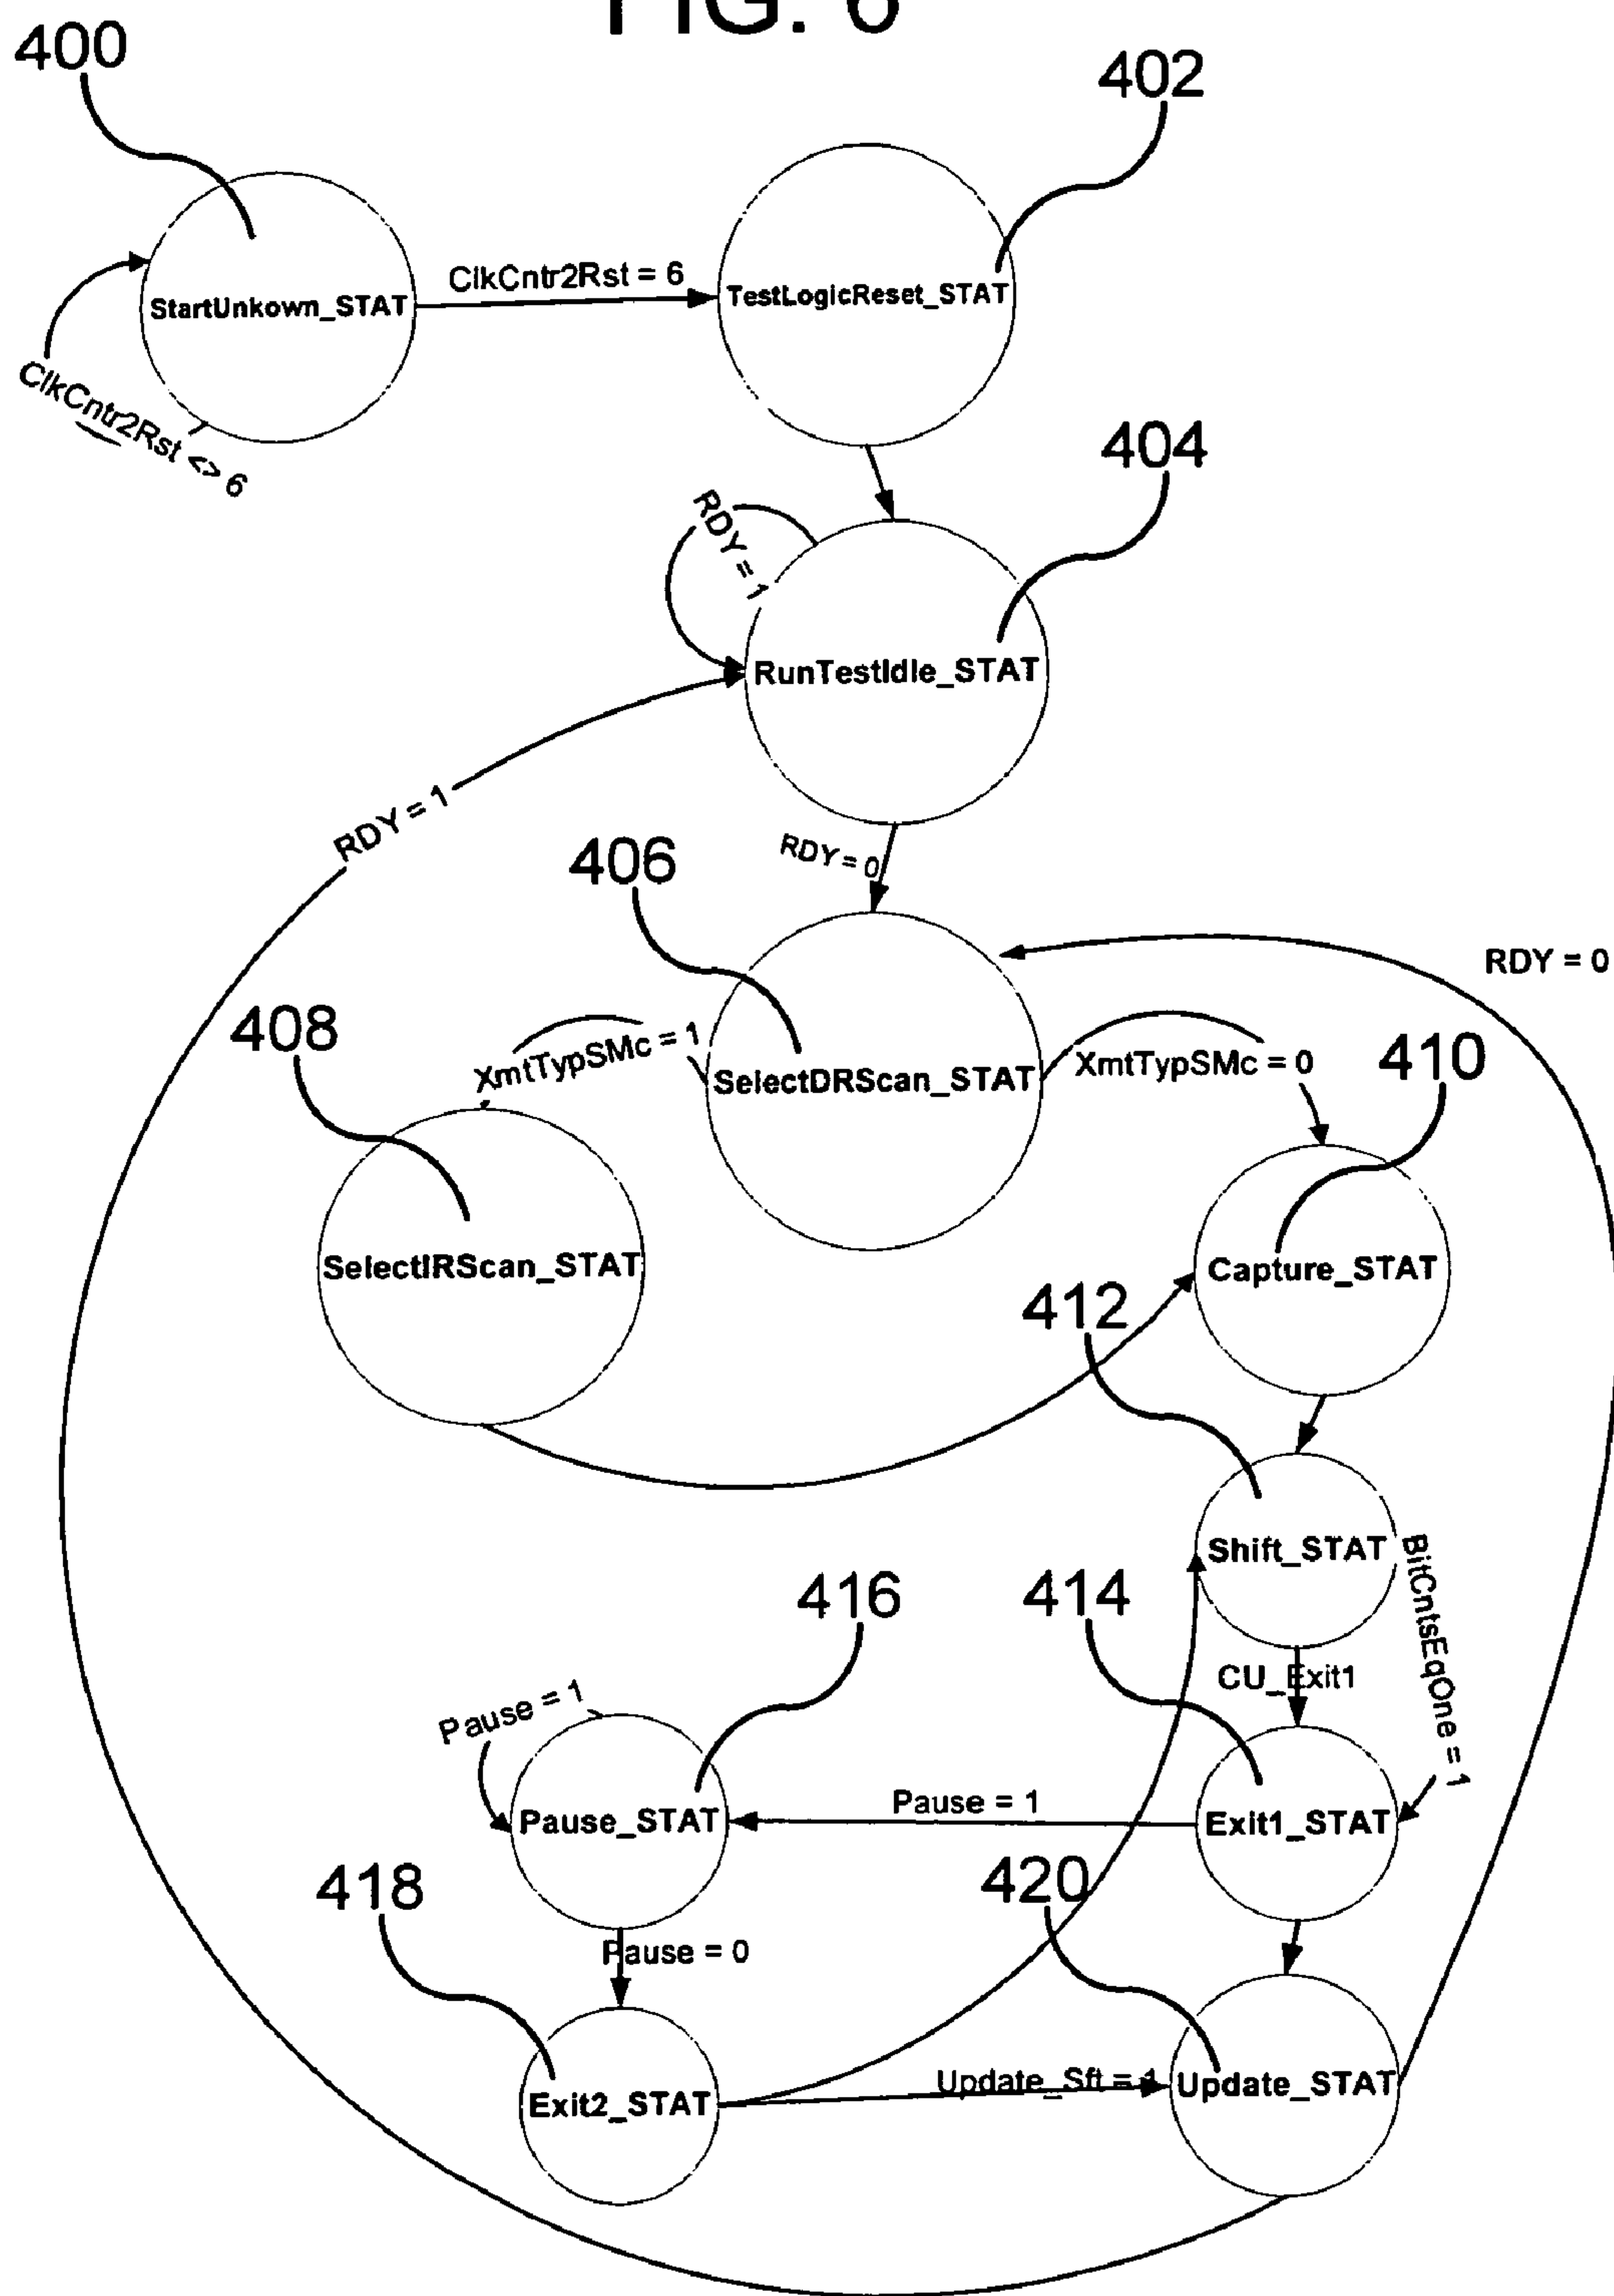 FIG. 6
400
402
StartUnkown_STAT
ClkCntr2Rst = 6
TestLogicReset_STAT
ClkCntr2Rst <> 6
404
RDY = 1
RunTestIdle_STAT
RDY = 1
RDY = 0
406
RDY = 0
408
XmtTypSMc = 1
SelectDRScan_STAT
XmtTypSMc = 0
410
SelectIRScan_STAT
Capture_STAT
412
Shift_STAT
BitCntsEqOne = 1
416
414
CU_Exit1
Pause = 1
Pause_STAT
Pause = 1
Exit1_STAT
418
420
Pause = 0
Exit2_STAT
Update_Sft = 1
Update_STAT